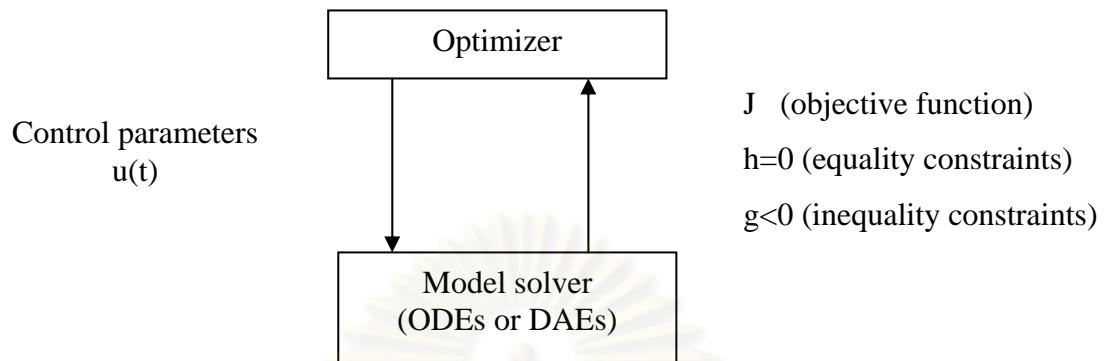 Optimizer
Control parameters
u(t)
J (objective function)
h=0 (equality constraints)
g<0 (inequality constraints)
Model solver
(ODEs or DAEs)